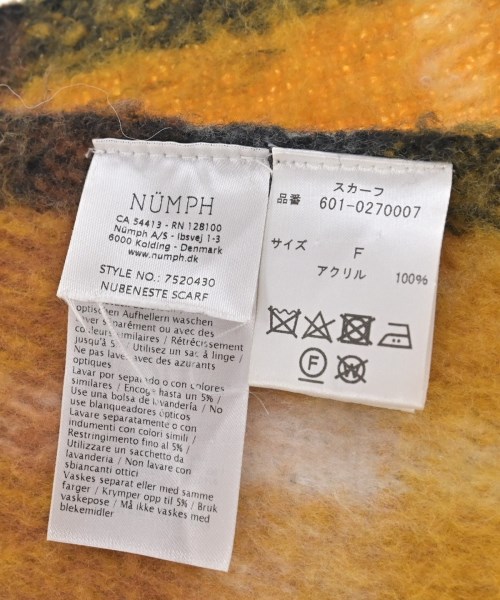 NÜMPH
CA 54413 - RN 128100
Nümph A/S - Ibsvej 1-3
6000 Kolding - Denmark
www.numph.dk
STYLE NO.: 7520430
NUBENESTE SCARF
optischen Aufhellern waschen
séparément ou avec des
couleurs similaires / Rétrécissement
jusqu'à 5 / Utilisez un sac à linge /
Ne pas laver avec des azurants
optiques
Lavar por separado o con colores
similares / Encoge hasta un 5% /
Use una bolsa de lavandería / No
use blanqueadores ópticos
Lavare separatamente o con
indumenti con colori simili /
Restringimento fino al 5% /
Utilizzare un sacchetto da
lavanderia / Non lavare con
sbiancanti ottici
Vaskes separat eller med samme
farger / Krymper opp til 5% / Bruk
vaskepose / Må ikke vaskes med
blekemidler
スカーフ
品番 601-0270007
サイズ F
アクリル 100%
F
W